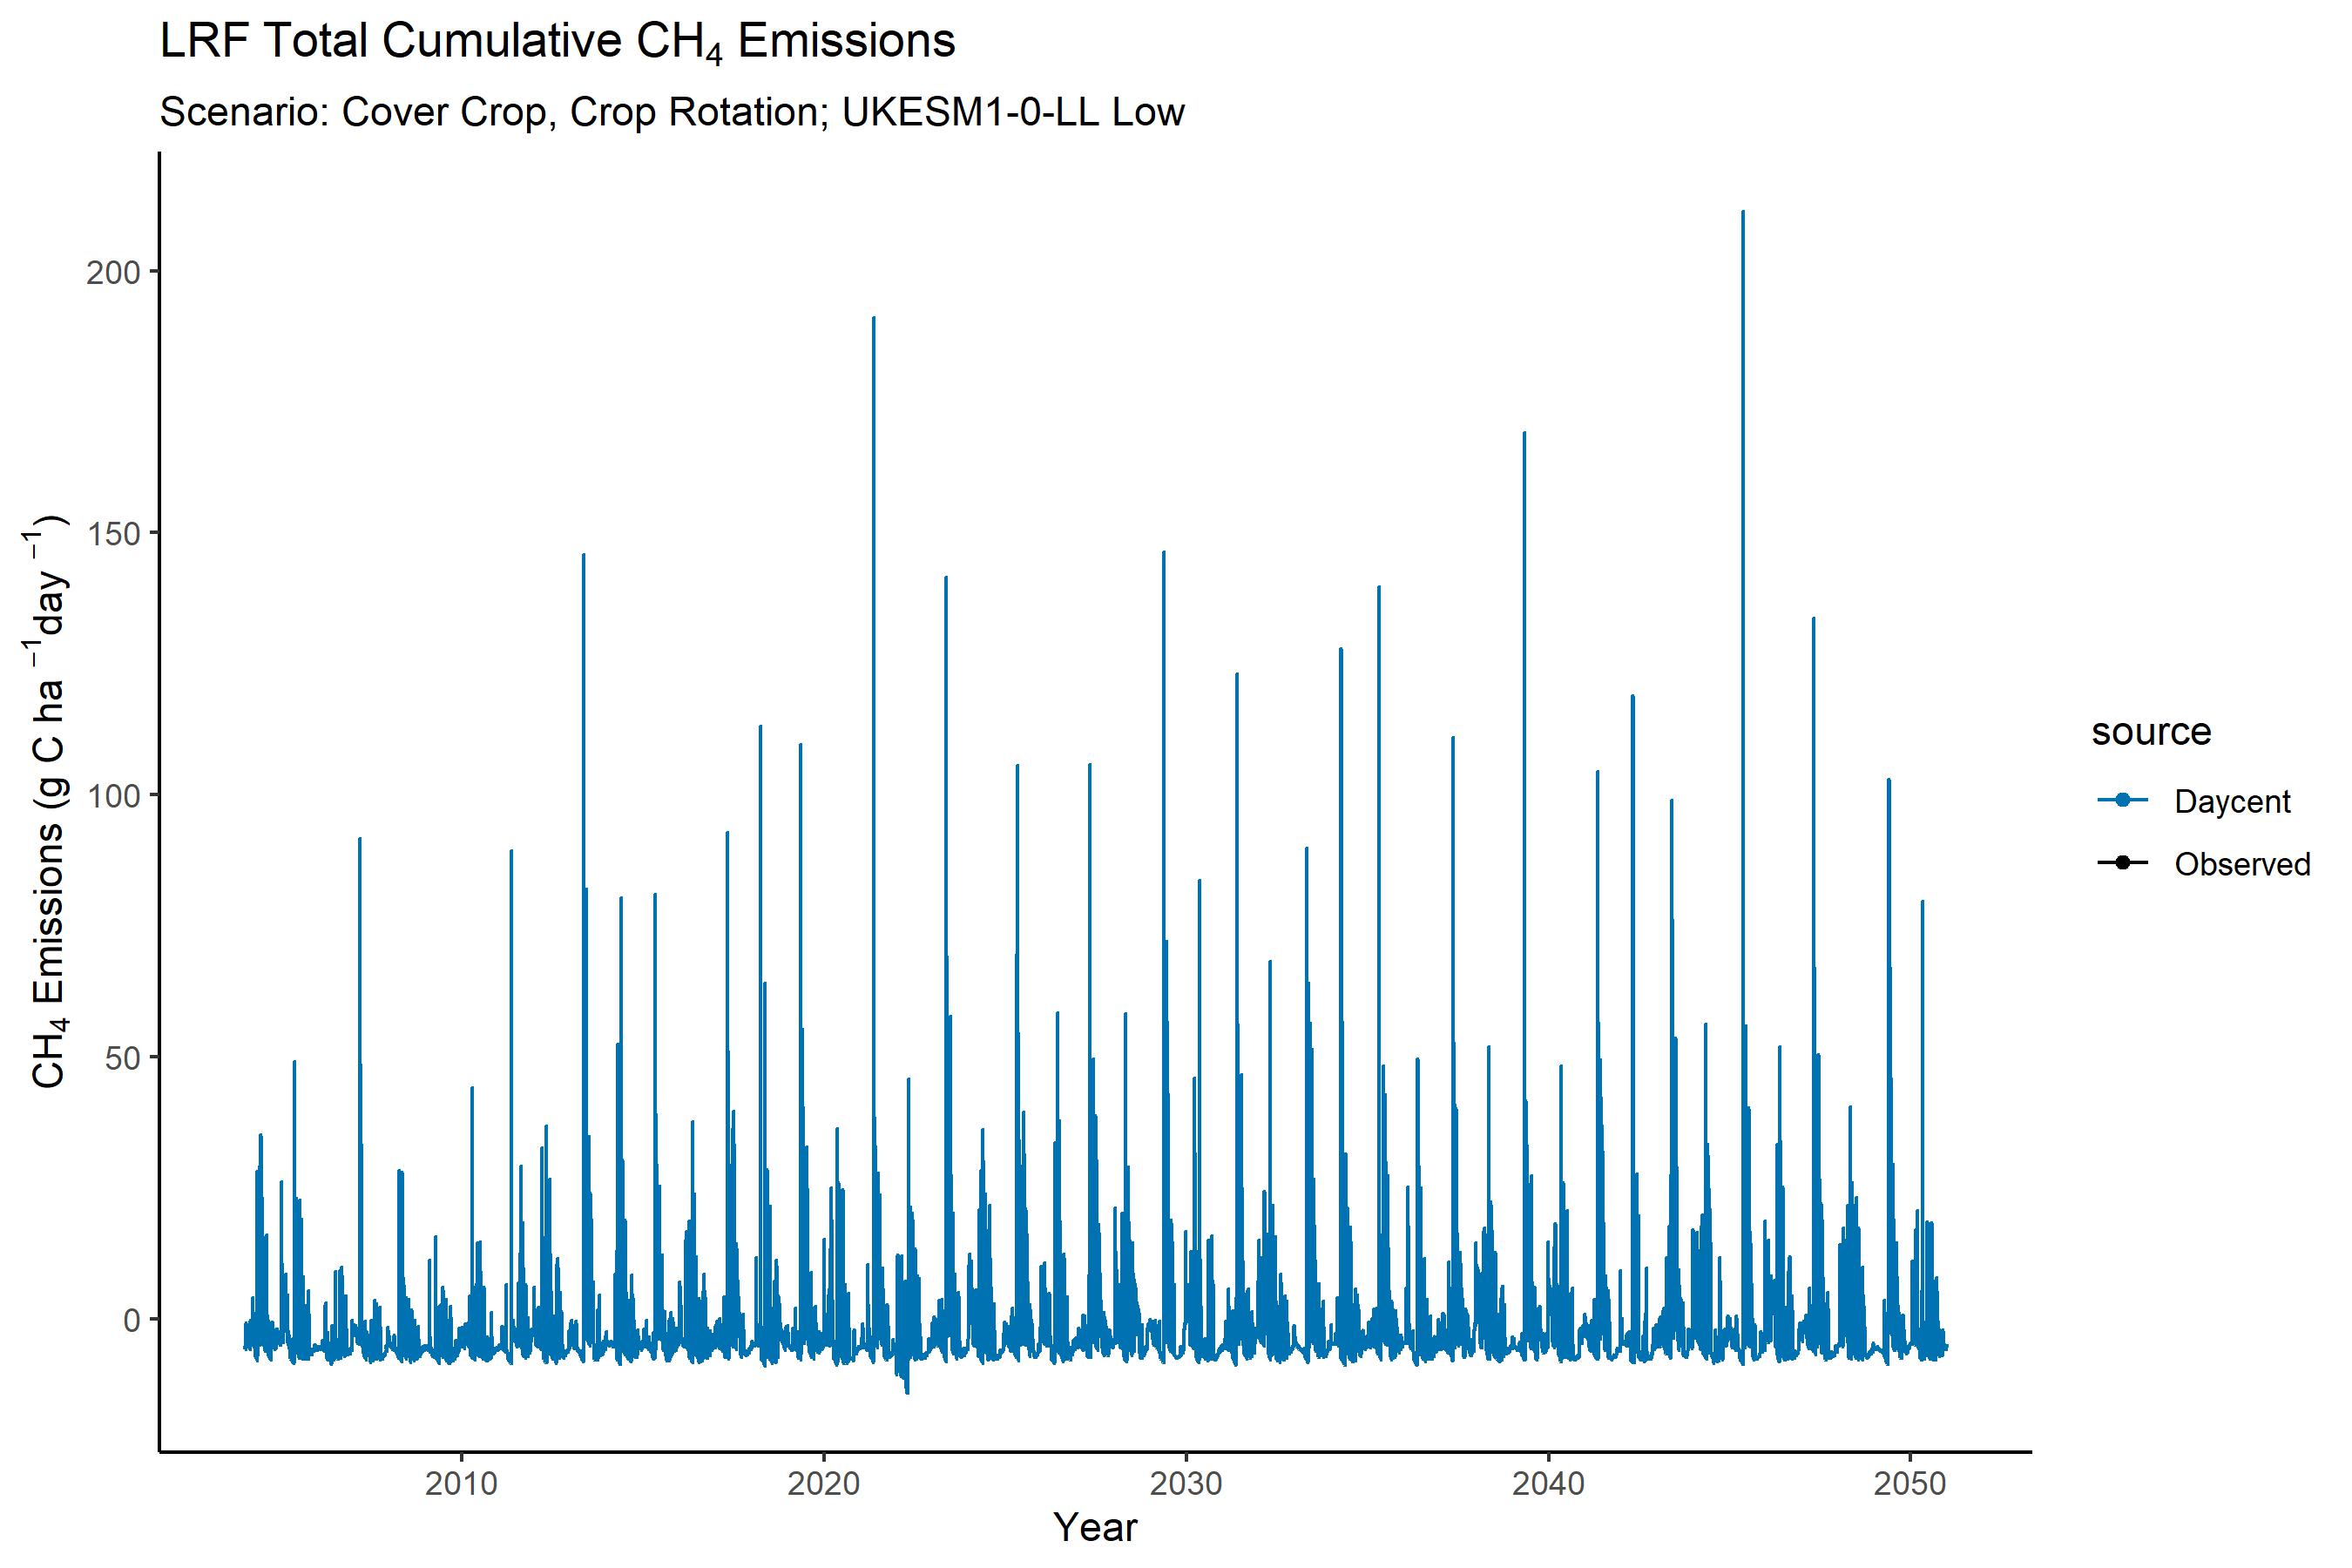 LRF Total Cumulative CH₄ Emissions
Scenario: Cover Crop, Crop Rotation; UKESM1-0-LL Low
CH₄ Emissions (g C ha ⁻¹day ⁻¹)
200
150
100
50
0
2010 2020 2030 2040 2050
Year
source
Daycent
Observed